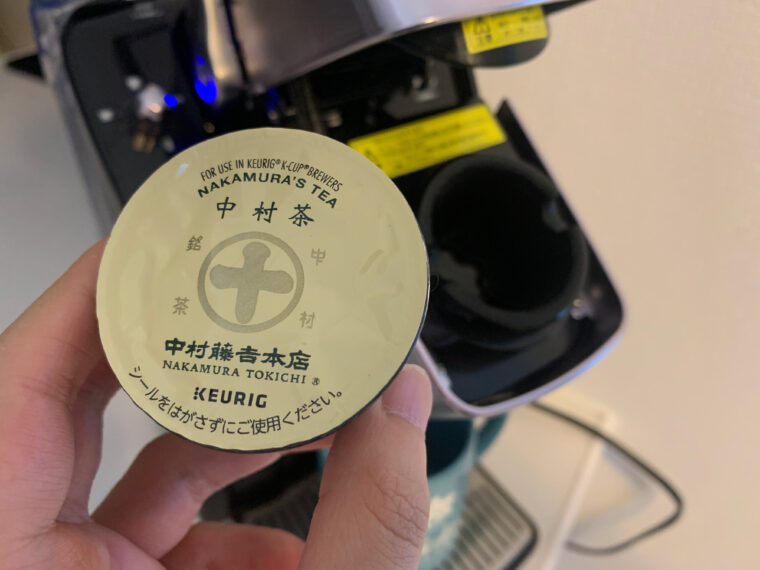 FOR USE IN KEURIG® K-CUP® BREWERS
NAKAMURA'S TEA
中村茶
銘 中
茶 村
中村藤吉本店
NAKAMURA TOKICHI ®
KEURIG
シールをはがさずにご使用ください。